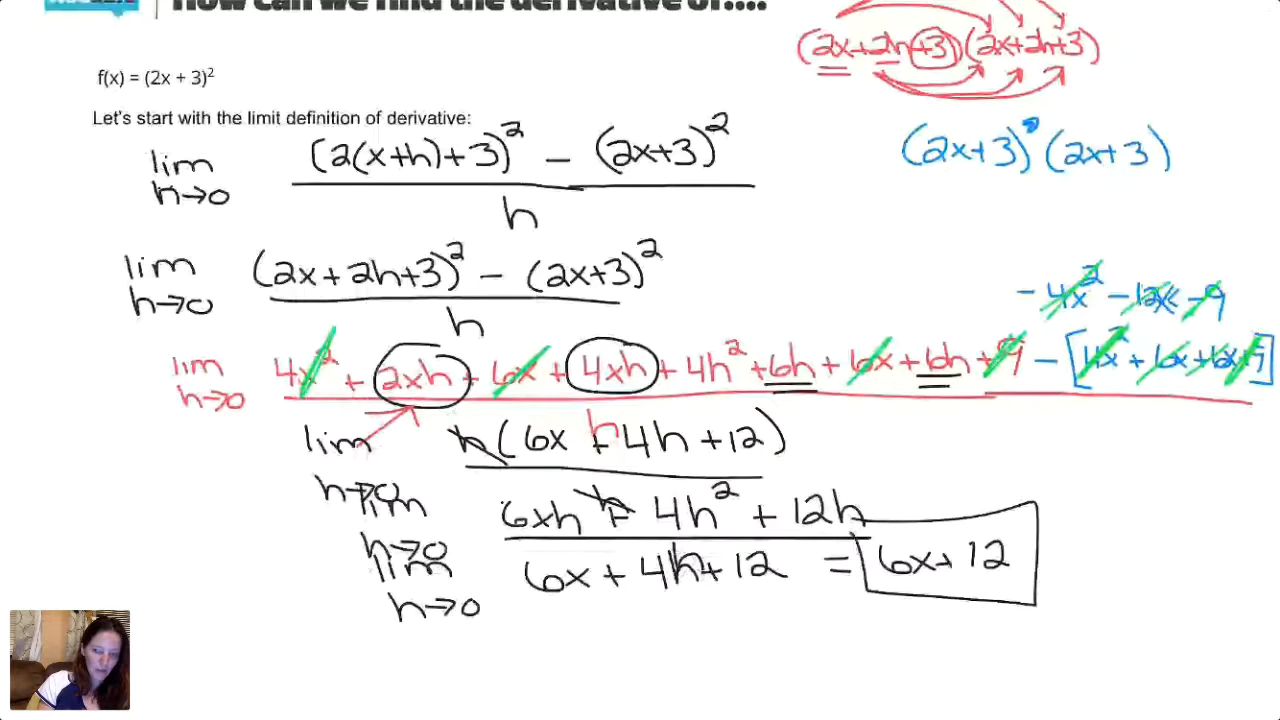 How can we find the derivative of....
(2x+2h+3)(2x+2h+3)
f(x) = (2x + 3)²
Let's start with the limit definition of derivative:
lim h→0 (2(x+h)+3)² − (2x+3)²
h
(2x+3)(2x+3)
lim h→0 (2x+2h+3)² − (2x+3)²
h
−4x² −12x −9
lim h→0 4x² + 2xh + 6x + 4xh + 4h² + 6h + 6x + 6h + 9 − [4x² + 6x + 6x + 9]
h
lim h→0 h(6x + 4h + 12)
h
lim h→0 6xh + 4h² + 12h
lim h→0 6x + 4h + 12 = 6x + 12